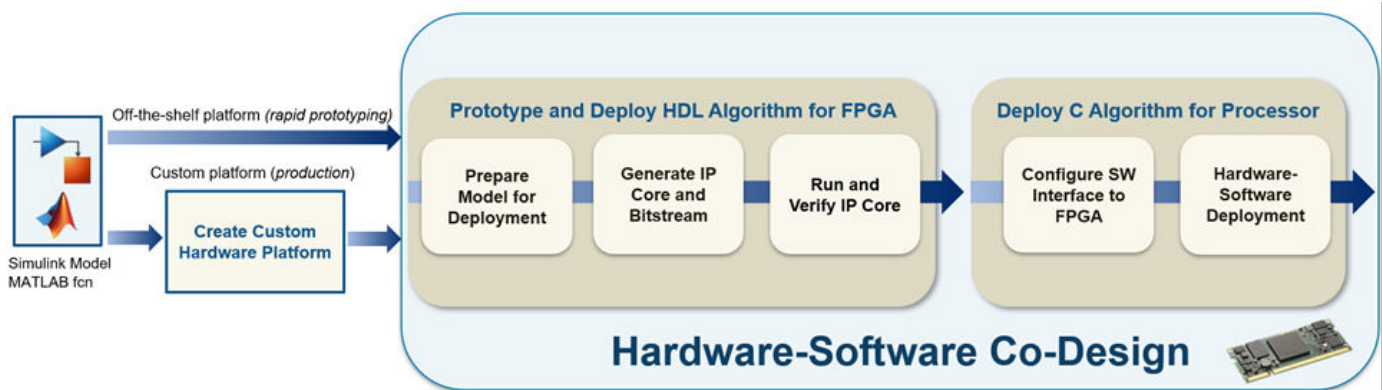 Off-the-shelf platform (rapid prototyping)
Custom platform (production)
Create Custom
Hardware Platform
Simulink Model
MATLAB fcn
Prototype and Deploy HDL Algorithm for FPGA
Prepare
Model for
Deployment
Generate IP
Core and
Bitstream
Run and
Verify IP Core
Deploy C Algorithm for Processor
Configure SW
Interface to
FPGA
Hardware-
Software
Deployment
Hardware-Software Co-Design